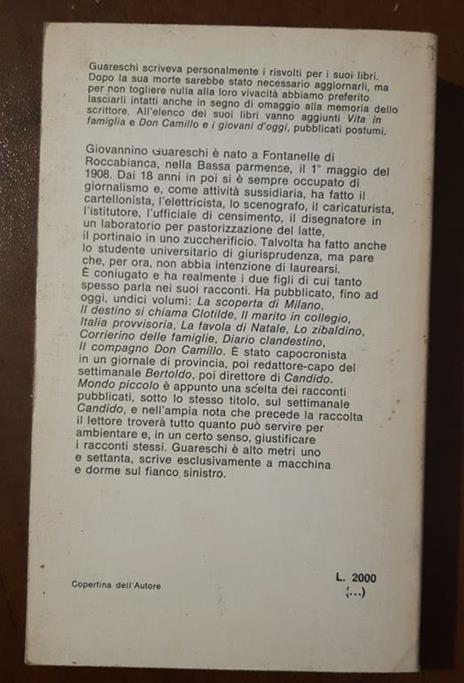 Guareschi scriveva personalmente i risvolti per i suoi libri.
Dopo la sua morte sarebbe stato necessario aggiornarli, ma
per non togliere nulla alla loro vivacità abbiamo preferito
lasciarli intatti anche in segno di omaggio alla memoria dello
scrittore. All'elenco dei suoi libri vanno aggiunti Vita in
famiglia e Don Camillo e i giovani d'oggi, pubblicati postumi.
Giovannino Guareschi è nato a Fontanelle di
Roccabianca, nella Bassa parmense, il 1° maggio del
1908. Dai 18 anni in poi si è sempre occupato di
giornalismo e, come attività sussidiaria, ha fatto il
cartellonista, l'elettricista, lo scenografo, il caricaturista,
l'istitutore, l'ufficiale di censimento, il disegnatore in
un laboratorio per pastorizzazione del latte,
il portinaio in uno zuccherificio. Talvolta ha fatto anche
lo studente universitario di giurisprudenza, ma pare
che, per ora, non abbia intenzione di laurearsi.
È coniugato e ha realmente i due figli di cui tanto
spesso parla nei suoi racconti. Ha pubblicato, fino ad
oggi, undici volumi: La scoperta di Milano,
Il destino si chiama Clotilde, Il marito in collegio,
Italia provvisoria, La favola di Natale, Lo zibaldino,
Corrierino delle famiglie, Diario clandestino,
Il compagno Don Camillo. È stato capocronista
in un giornale di provincia, poi redattore-capo del
settimanale Bertoldo, poi direttore di Candido.
Mondo piccolo è appunto una scelta dei racconti
pubblicati, sotto lo stesso titolo, sul settimanale
Candido, e nell'ampia nota che precede la raccolta
il lettore troverà tutto quanto può servire per
ambientare e, in un certo senso, giustificare
i racconti stessi. Guareschi è alto metri uno
e settanta, scrive esclusivamente a macchina
e dorme sul fianco sinistro.
Copertina dell'Autore
L. 2000
(...)